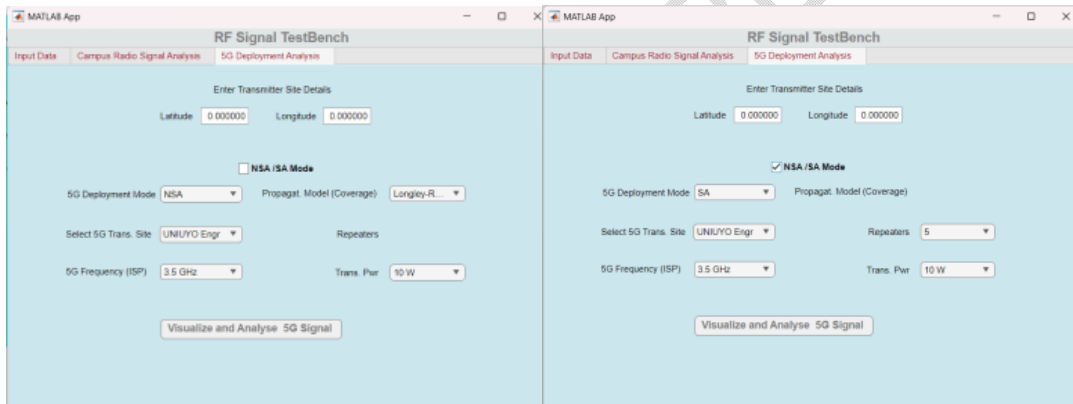 MATLAB App
RF Signal TestBench
Input Data Campus Radio Signal Analysis 5G Deployment Analysis
Enter Transmitter Site Details
Latitude 0.000000 Longitude 0.000000
NSA /SA Mode
5G Deployment Mode NSA Propagat. Model (Coverage) Longley-R...
Select 5G Trans. Site UNIUYO Engr Repeaters
5G Frequency (ISP) 3.5 GHz Trans. Pwr 10 W
Visualize and Analyse 5G Signal
MATLAB App
RF Signal TestBench
Input Data Campus Radio Signal Analysis 5G Deployment Analysis
Enter Transmitter Site Details
Latitude 0.000000 Longitude 0.000000
NSA /SA Mode
5G Deployment Mode SA Propagat. Model (Coverage)
Select 5G Trans. Site UNIUYO Engr Repeaters 5
5G Frequency (ISP) 3.5 GHz Trans. Pwr 10 W
Visualize and Analyse 5G Signal